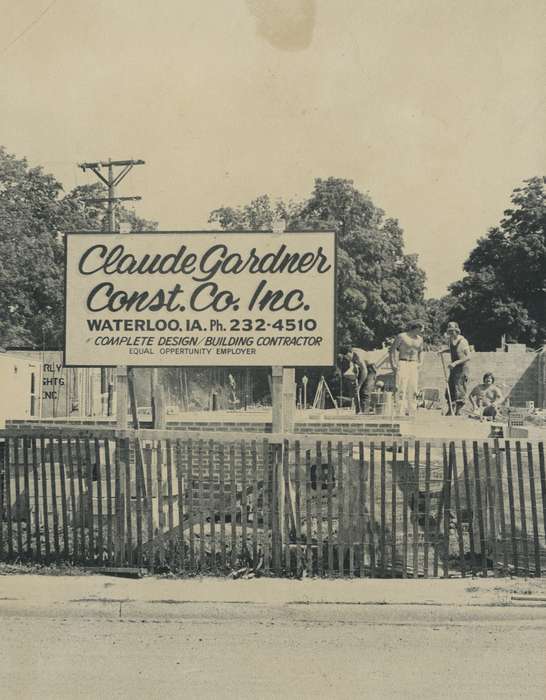 Claude Gardner
Const. Co. Inc.
WATERLOO, IA. Ph. 232-4510
COMPLETE DESIGN/BUILDING CONTRACTOR
EQUAL OPPORTUNITY EMPLOYER